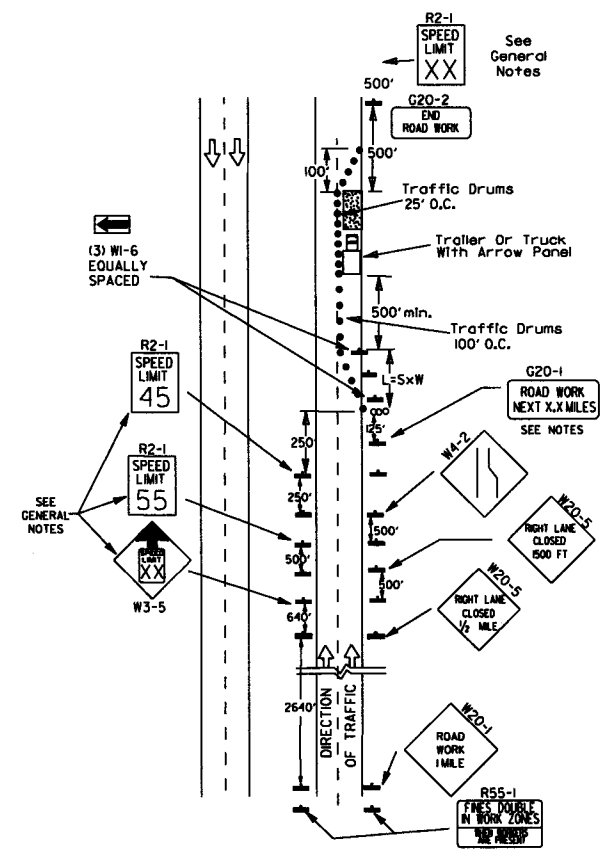 R2-1
SPEED
LIMIT
XX
See
General
Notes
500'
G20-2
END
ROAD WORK
500'
100'
Traffic Drums
25' O.C.
(3) W1-6
EQUALLY
SPACED
Trailer Or Truck
With Arrow Panel
500' min.
Traffic Drums
100' O.C.
R2-1
SPEED
LIMIT
45
L=SxW
G20-1
ROAD WORK
NEXT X.X MILES
SEE NOTES
125'
250'
W4-2
R2-1
SPEED
LIMIT
55
250'
SEE
GENERAL
NOTES
500'
W20-5
RIGHT LANE
CLOSED
1500 FT
SPEED
LIMIT
XX
W3-5
500'
500'
W20-5
RIGHT LANE
CLOSED
1/2 MILE
640'
2640'
DIRECTION
OF TRAFFIC
W20-1
ROAD
WORK
1 MILE
R55-1
FINES DOUBLE
IN WORK ZONES
WHEN WORKERS
ARE PRESENT